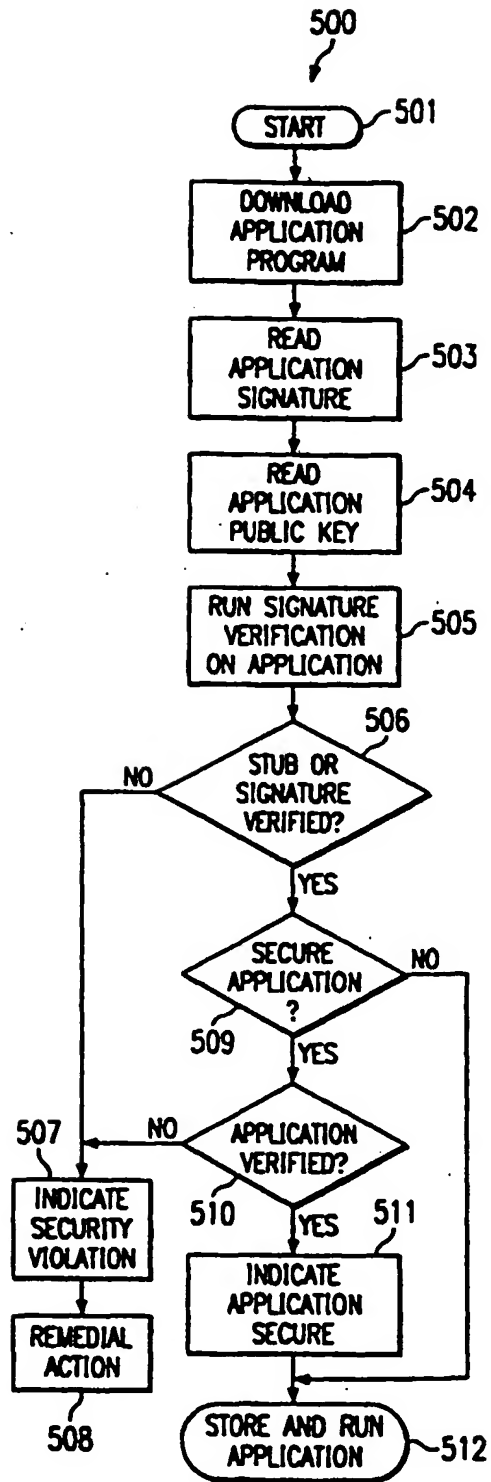 500
START
501
DOWNLOAD
APPLICATION
PROGRAM
502
READ
APPLICATION
SIGNATURE
503
READ
APPLICATION
PUBLIC KEY
504
RUN SIGNATURE
VERIFICATION
ON APPLICATION
505
506
NO
STUB OR
SIGNATURE
VERIFIED?
YES
SECURE
APPLICATION
?
NO
509
YES
507
NO
APPLICATION
VERIFIED?
510
YES
511
INDICATE
SECURITY
VIOLATION
INDICATE
APPLICATION
SECURE
REMEDIAL
ACTION
508
STORE AND RUN
APPLICATION
512